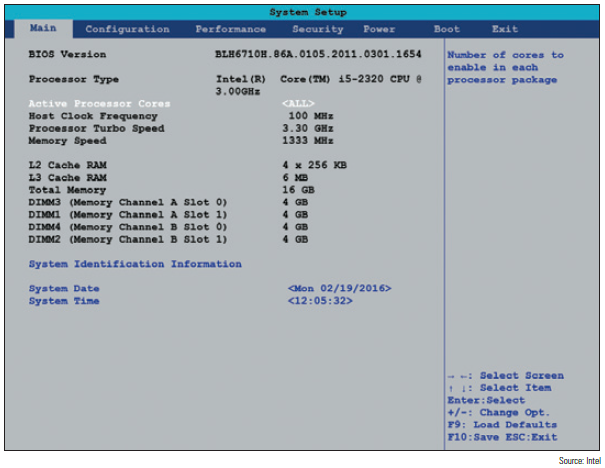 System Setup
Main Configuration Performance Security Power Boot Exit
BIOS Version BLH6710H.86A.0105.2011.0301.1654
Processor Type Intel(R) Core(TM) i5-2320 CPU @
3.00GHz
Active Processor Cores <ALL>
Host Clock Frequency 100 MHz
Processor Turbo Speed 3.30 GHz
Memory Speed 1333 MHz
L2 Cache RAM 4 x 256 KB
L3 Cache RAM 6 MB
Total Memory 16 GB
DIMM3 (Memory Channel A Slot 0) 4 GB
DIMM1 (Memory Channel A Slot 1) 4 GB
DIMM4 (Memory Channel B Slot 0) 4 GB
DIMM2 (Memory Channel B Slot 1) 4 GB
System Identification Information
System Date <Mon 02/19/2016>
System Time <12:05:32>
Number of cores to
enable in each
processor package
→ ←: Select Screen
↑ ↓: Select Item
Enter:Select
+/-: Change Opt.
F9: Load Defaults
F10:Save ESC:Exit
Source: Intel